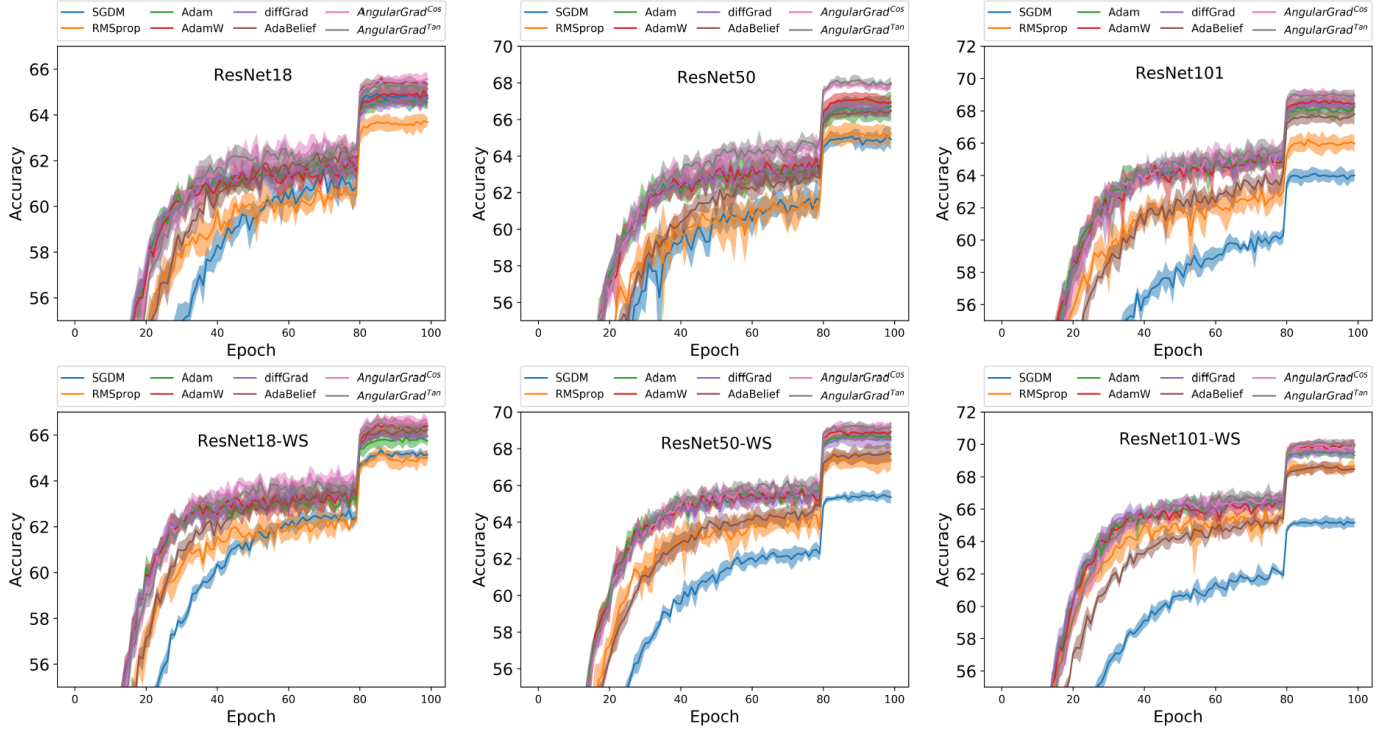 SGDM Adam diffGrad AngularGrad^Cos
RMSprop AdamW AdaBelief AngularGrad^Tan
ResNet18
Accuracy
66
64
62
60
58
56
0 20 40 60 80 100
Epoch
SGDM Adam diffGrad AngularGrad^Cos
RMSprop AdamW AdaBelief AngularGrad^Tan
ResNet50
Accuracy
70
68
66
64
62
60
58
56
0 20 40 60 80 100
Epoch
SGDM Adam diffGrad AngularGrad^Cos
RMSprop AdamW AdaBelief AngularGrad^Tan
ResNet101
Accuracy
72
70
68
66
64
62
60
58
56
0 20 40 60 80 100
Epoch
SGDM Adam diffGrad AngularGrad^Cos
RMSprop AdamW AdaBelief AngularGrad^Tan
ResNet18-WS
Accuracy
66
64
62
60
58
56
0 20 40 60 80 100
Epoch
SGDM Adam diffGrad AngularGrad^Cos
RMSprop AdamW AdaBelief AngularGrad^Tan
ResNet50-WS
Accuracy
70
68
66
64
62
60
58
56
0 20 40 60 80 100
Epoch
SGDM Adam diffGrad AngularGrad^Cos
RMSprop AdamW AdaBelief AngularGrad^Tan
ResNet101-WS
Accuracy
72
70
68
66
64
62
60
58
56
0 20 40 60 80 100
Epoch